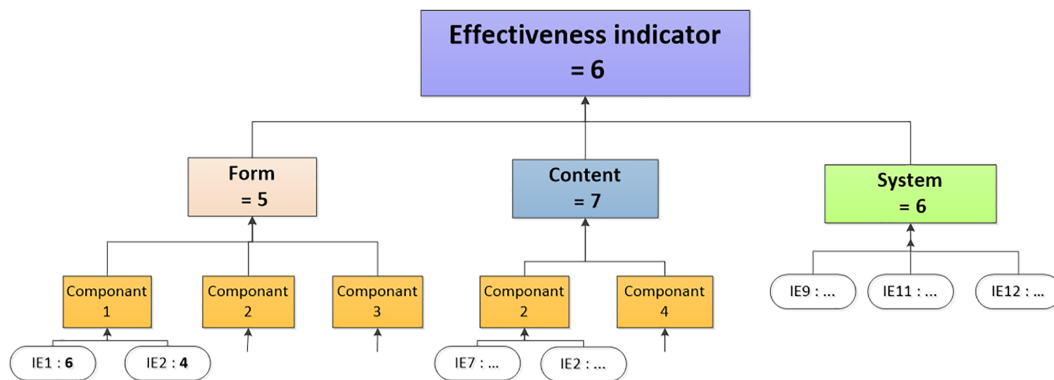 Effectiveness indicator
= 6
Form
= 5
Content
= 7
System
= 6
Componant
1
Componant
2
Componant
3
Componant
2
Componant
4
IE9 : ...
IE11 : ...
IE12 : ...
IE1 : 6
IE2 : 4
IE7 : ...
IE2 : ...